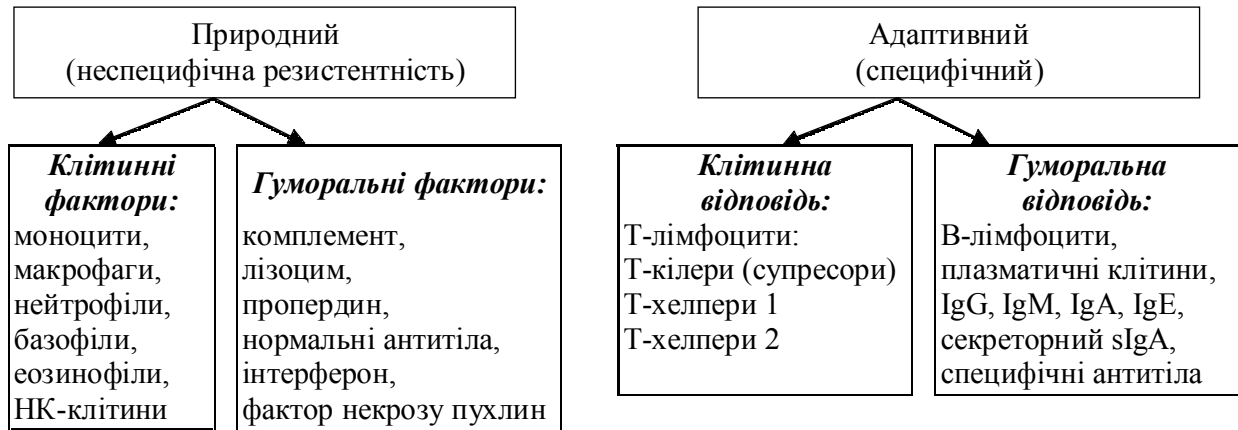 Природний
(неспецифічна резистентність)
Адаптивний
(специфічний)
Клітинні
фактори:
моноцити,
макрофаги,
нейтрофіли,
базофіли,
еозинофіли,
НК-клітини
Гуморальні фактори:
комплемент,
лізоцим,
пропердин,
нормальні антитіла,
інтерферон,
фактор некрозу пухлин
Клітинна
відповідь:
Т-лімфоцити:
Т-кілери (супресори)
Т-хелпери 1
Т-хелпери 2
Гуморальна
відповідь:
В-лімфоцити,
плазматичні клітини,
IgG, IgM, IgA, IgE,
секреторний sIgA,
специфічні антитіла